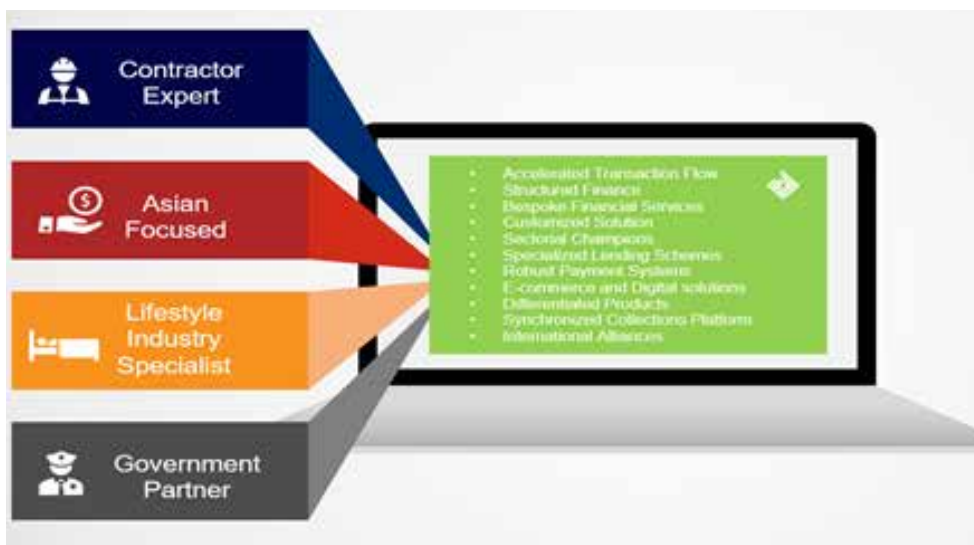 Contractor
Expert
Asian
Focused
Lifestyle
Industry
Specialist
Government
Partner
• Accelerated Transaction Flow
• Structured Finance
• Bespoke Financial Services
• Customized Solution
• Sectorial Champions
• Specialized Lending Schemes
• Robust Payment Systems
• E-commerce and Digital solutions
• Differentiated Products
• Synchronized Collections Platform
• International Alliances